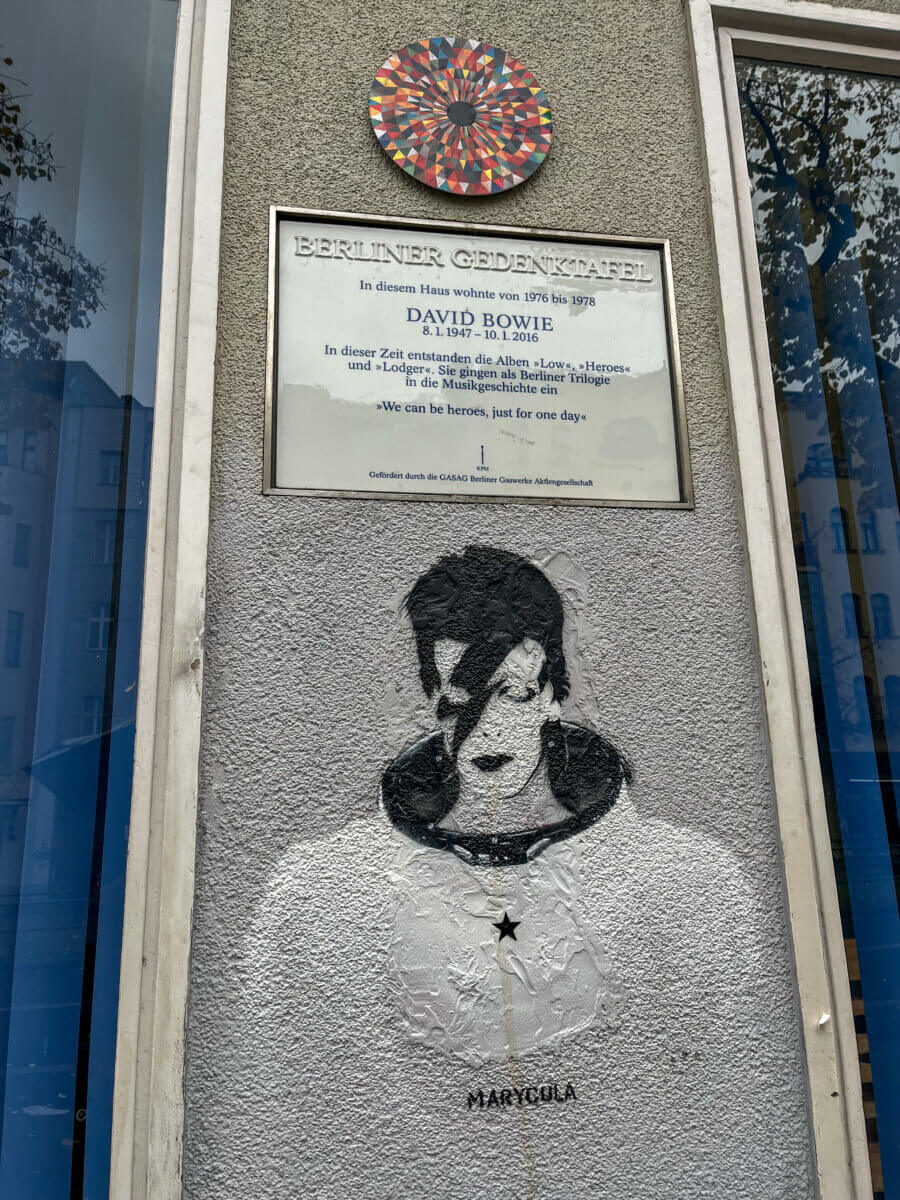 BERLINER GEDENKTAFEL
In diesem Haus wohnte von 1976 bis 1978
DAVID BOWIE
8.1.1947 – 10.1.2016
In dieser Zeit entstanden die Alben »Low«, »Heroes«
und »Lodger«. Sie gingen als Berliner Trilogie
in die Musikgeschichte ein
»We can be heroes, just for one day«
KPM
Gefördert durch die GASAG Berliner Gaswerke Aktiengesellschaft
MARYCULA